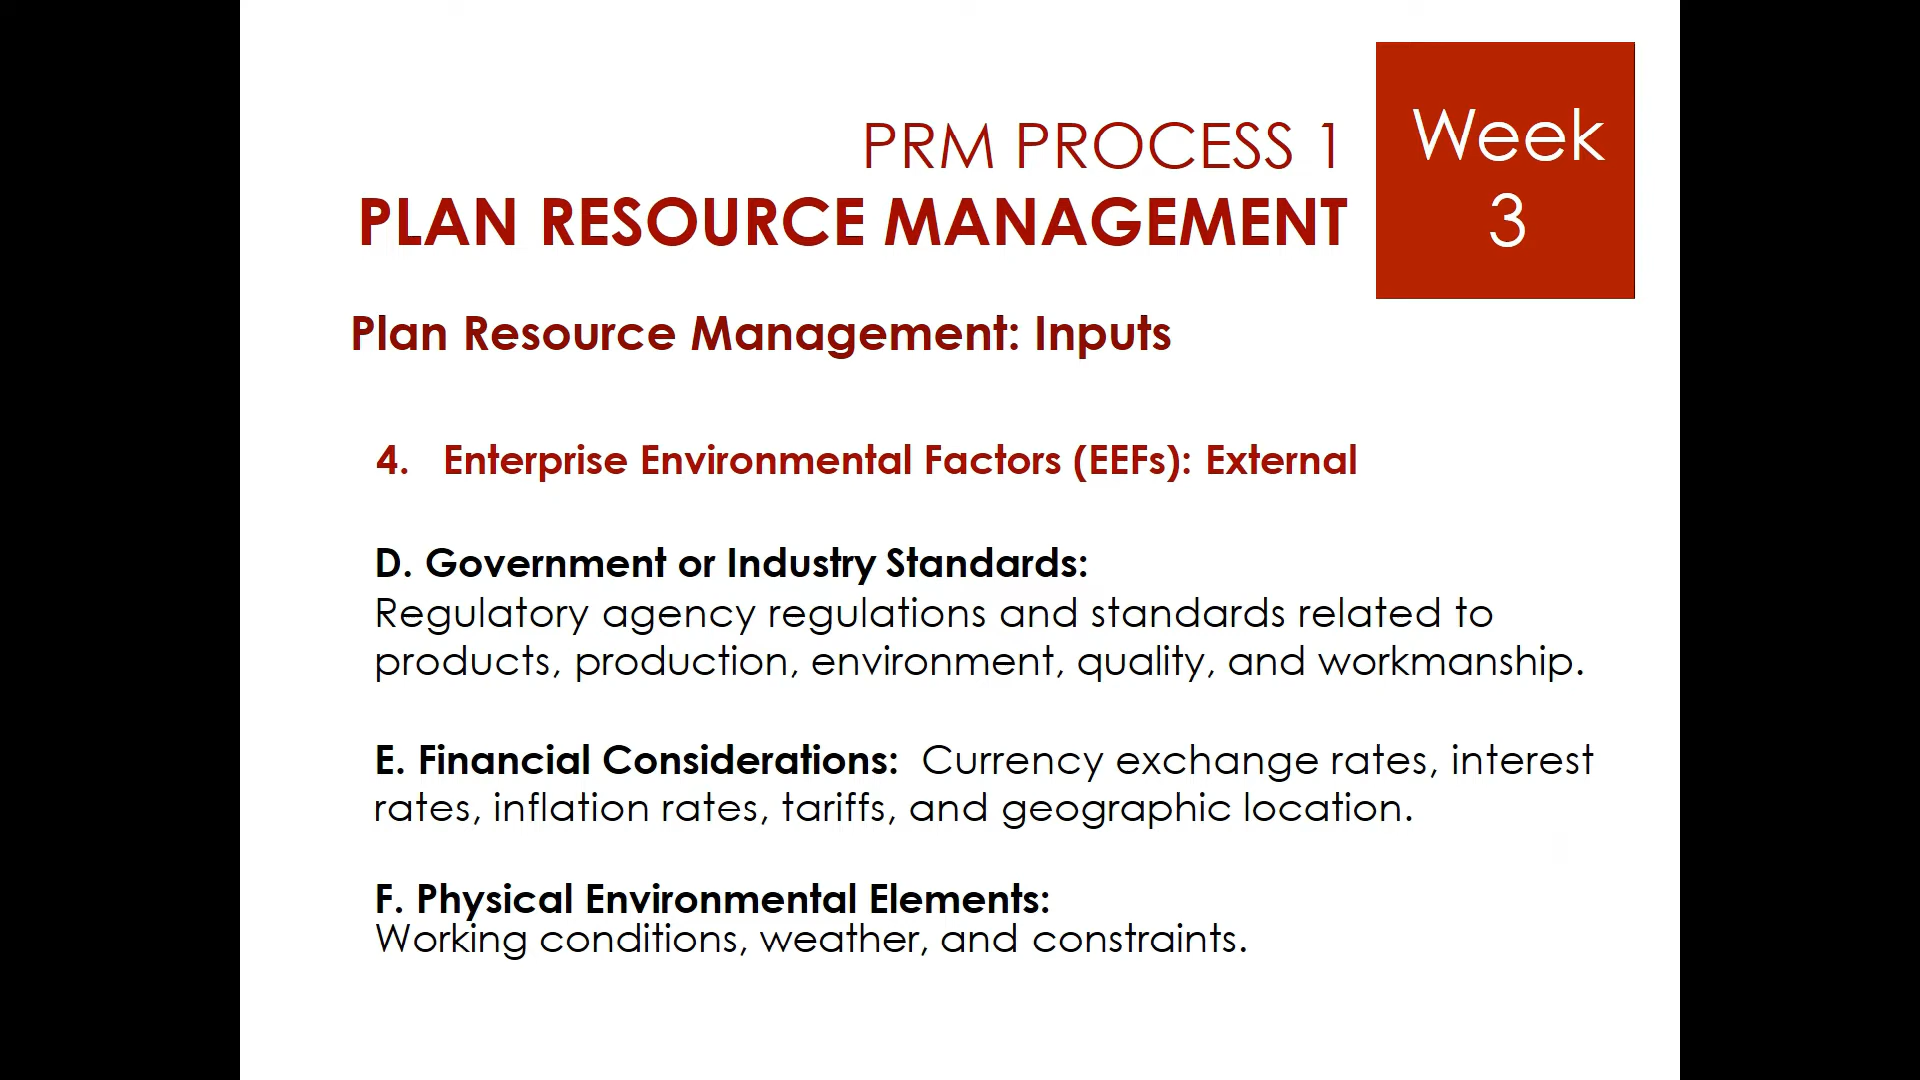 PRM PROCESS 1
PLAN RESOURCE MANAGEMENT
Week
3
Plan Resource Management: Inputs
4. Enterprise Environmental Factors (EEFs): External
D. Government or Industry Standards:
Regulatory agency regulations and standards related to
products, production, environment, quality, and workmanship.
E. Financial Considerations: Currency exchange rates, interest
rates, inflation rates, tariffs, and geographic location.
F. Physical Environmental Elements:
Working conditions, weather, and constraints.